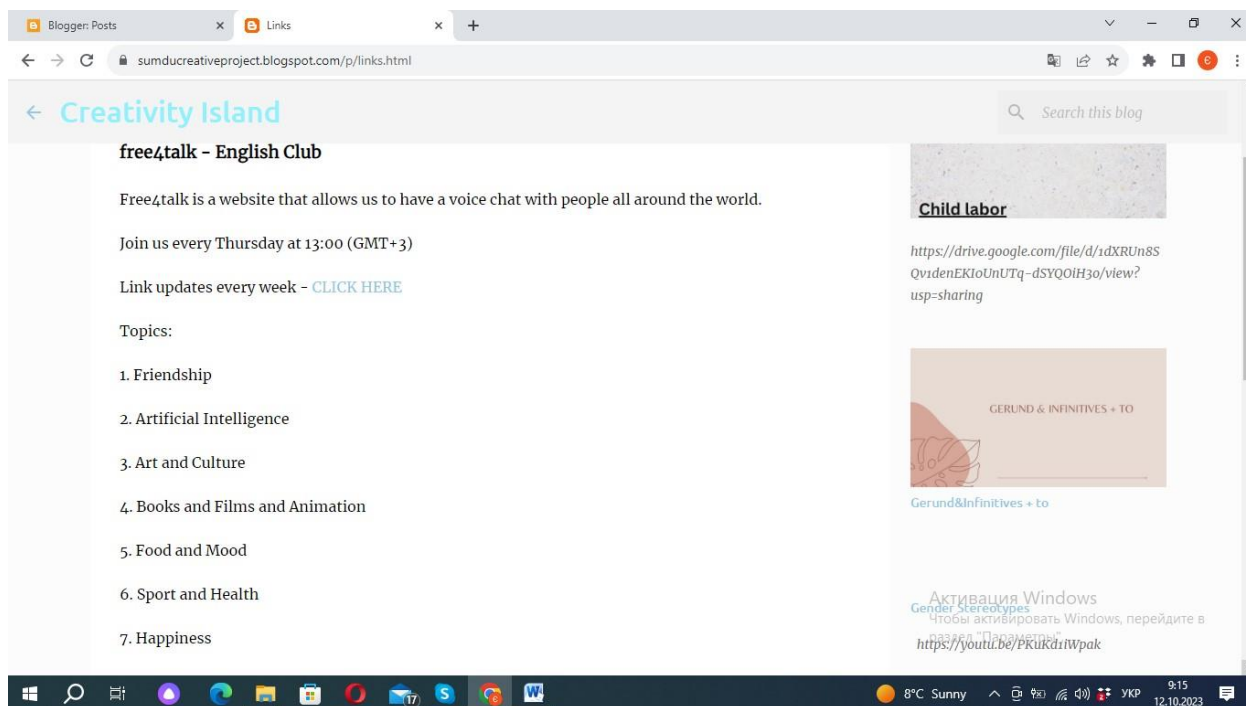 Blogger: Posts
Links
sumducreativeproject.blogspot.com/p/links.html
Є
Creativity Island
Search this blog
free4talk - English Club
Free4talk is a website that allows us to have a voice chat with people all around the world.
Join us every Thursday at 13:00 (GMT+3)
Link updates every week - CLICK HERE
Topics:
1. Friendship
2. Artificial Intelligence
3. Art and Culture
4. Books and Films and Animation
5. Food and Mood
6. Sport and Health
7. Happiness
Child labor
https://drive.google.com/file/d/1dXRUn8S
Qv1denEKIoUnUTq-dSYQOiH3o/view?
usp=sharing
GERUND & INFINITIVES + TO
Gerund&Infinitives + to
Gender Stereotypes
https://youtu.be/PKuKd1iWpak
Активация Windows
Чтобы активировать Windows, перейдите в
раздел "Параметры".
17
8°C Sunny
УКР
9:15
12.10.2023